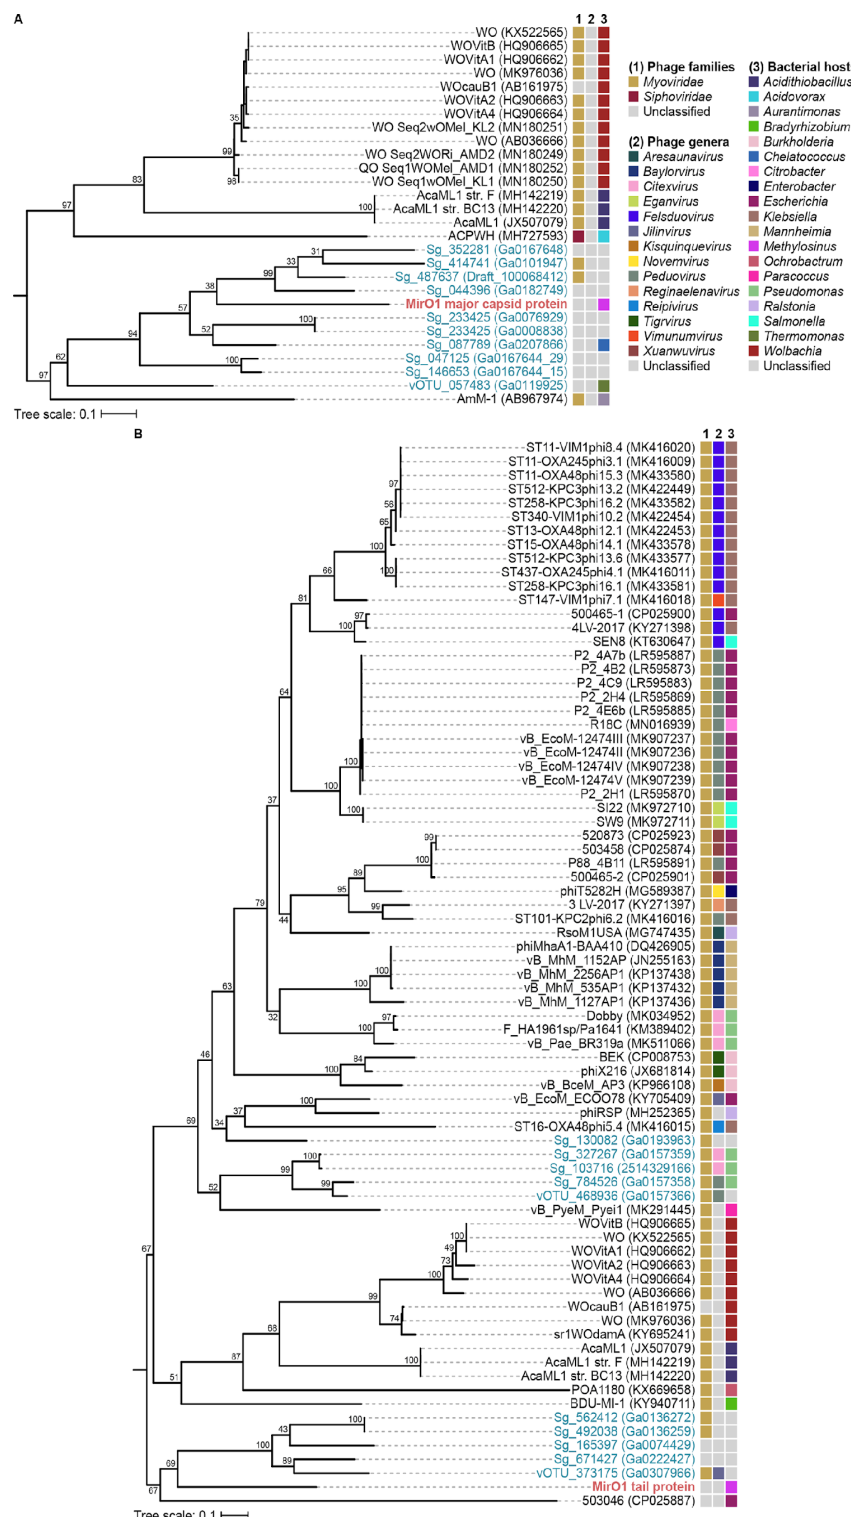 A
1 2 3
WO (KX522565)
WOVitB (HQ906665)
WOVitA1 (HQ906662)
WO (MK976036)
WOcauB1 (AB161975)
WOVitA2 (HQ906663)
WOVitA4 (HQ906664)
35
WO Seq2wOMel_KL2 (MN180251)
WO (AB036666)
99
WO Seq2WORi_AMD2 (MN180249)
QO Seq1WOMel_AMD1 (MN180252)
83
98
WO Seq1wOMel_KL1 (MN180250)
AcaML1 str. F (MH142219)
97
100
AcaML1 str. BC13 (MH142220)
AcaML1 (JX507079)
ACPWH (MH727593)
31
Sg_352281 (Ga0167648)
33
Sg_414741 (Ga0101947)
99
Sg_487637 (Draft_100068412)
38
Sg_044396 (Ga0182749)
57
MirO1 major capsid protein
100
Sg_233425 (Ga0076929)
52
Sg_233425 (Ga0008838)
94
Sg_087789 (Ga0207866)
62
100
Sg_047125 (Ga0167644_29)
Sg_146653 (Ga0167644_15)
97
vOTU_057483 (Ga0119925)
AmM-1 (AB967974)
Tree scale: 0.1
(1) Phage families
Myoviridae
Siphoviridae
Unclassified
(2) Phage genera
Aresaunavirus
Baylorvirus
Citexvirus
Eganvirus
Felsduovirus
Jilinvirus
Kisquinquevirus
Novemvirus
Peduovirus
Reginaelenavirus
Reipivirus
Tigrvirus
Vimunumvirus
Xuanwuvirus
Unclassified
(3) Bacterial host
Acidithiobacillus
Acidovorax
Aurantimonas
Bradyrhizobium
Burkholderia
Chelatococcus
Citrobacter
Enterobacter
Escherichia
Klebsiella
Mannheimia
Methylosinus
Ochrobactrum
Paracoccus
Pseudomonas
Ralstonia
Salmonella
Thermomonas
Wolbachia
Unclassified
B
1 2 3
ST11-VIM1phi8.4 (MK416020)
ST11-OXA245phi3.1 (MK416009)
ST11-OXA48phi15.3 (MK433580)
97
ST512-KPC3phi13.2 (MK422449)
56
ST258-KPC3phi16.2 (MK433582)
65
ST340-VIM1phi10.2 (MK422454)
ST13-OXA48phi12.1 (MK422453)
100
ST15-OXA48phi14.1 (MK433578)
66
100
ST512-KPC3phi13.6 (MK433577)
ST437-OXA245phi4.1 (MK416011)
ST258-KPC3phi16.1 (MK433581)
81
ST147-VIM1phi7.1 (MK416018)
97
500465-1 (CP025900)
100
4LV-2017 (KY271398)
SEN8 (KT630647)
P2_4A7b (LR595887)
P2_4B2 (LR595873)
P2_4C9 (LR595883)
64
P2_2H4 (LR595869)
P2_4E6b (LR595885)
R18C (MN016939)
vB_EcoM-12474III (MK907237)
vB_EcoM-12474II (MK907236)
vB_EcoM-12474IV (MK907238)
100
vB_EcoM-12474V (MK907239)
P2_2H1 (LR595870)
37
100
SI22 (MK972710)
SW9 (MK972711)
99
520873 (CP025923)
503458 (CP025874)
100
P88_4B11 (LR595891)
89
500465-2 (CP025901)
95
phiT5282H (MG589387)
79
99
3 LV-2017 (KY271397)
44
ST101-KPC2phi6.2 (MK416016)
RsoM1USA (MG747435)
phiMhaA1-BAA410 (DQ426905)
vB_MhM_1152AP (JN255163)
100
vB_MhM_2256AP1 (KP137438)
63
100
vB_MhM_535AP1 (KP137432)
vB_MhM_1127AP1 (KP137436)
32
97
Dobby (MK034952)
100
F_HA1961sp/Pa1641 (KM389402)
vB_Pae_BR319a (MK511066)
46
84
BEK (CP008753)
100
phiX216 (JX681814)
vB_BceM_AP3 (KP966108)
100
vB_EcoM_ECOO78 (KY705409)
37
phiRSP (MH252365)
69
34
ST16-OXA48phi5.4 (MK416015)
Sg_130082 (Ga0193963)
100
Sg_327267 (Ga0157359)
99
Sg_103716 (2514329166)
99
Sg_784526 (Ga0157358)
52
vOTU_468936 (Ga0157366)
vB_PyeM_Pyei1 (MK291445)
WOVitB (HQ906665)
100
WO (KX522565)
67
49
WOVitA1 (HQ906662)
73
WOVitA2 (HQ906663)
100
WOVitA4 (HQ906664)
WO (AB036666)
99
WOcauB1 (AB161975)
74
WO (MK976036)
68
sr1WOdamA (KY695241)
AcaML1 (JX507079)
87
100
AcaML1 str. F (MH142219)
AcaML1 str. BC13 (MH142220)
51
POA1180 (KX669658)
BDU-MI-1 (KY940711)
100
Sg_562412 (Ga0136272)
43
Sg_492038 (Ga0136259)
100
Sg_165397 (Ga0074429)
69
89
Sg_671427 (Ga0222427)
vOTU_373175 (Ga0307966)
67
MirO1 tail protein
503046 (CP025887)
Tree scale: 0.1